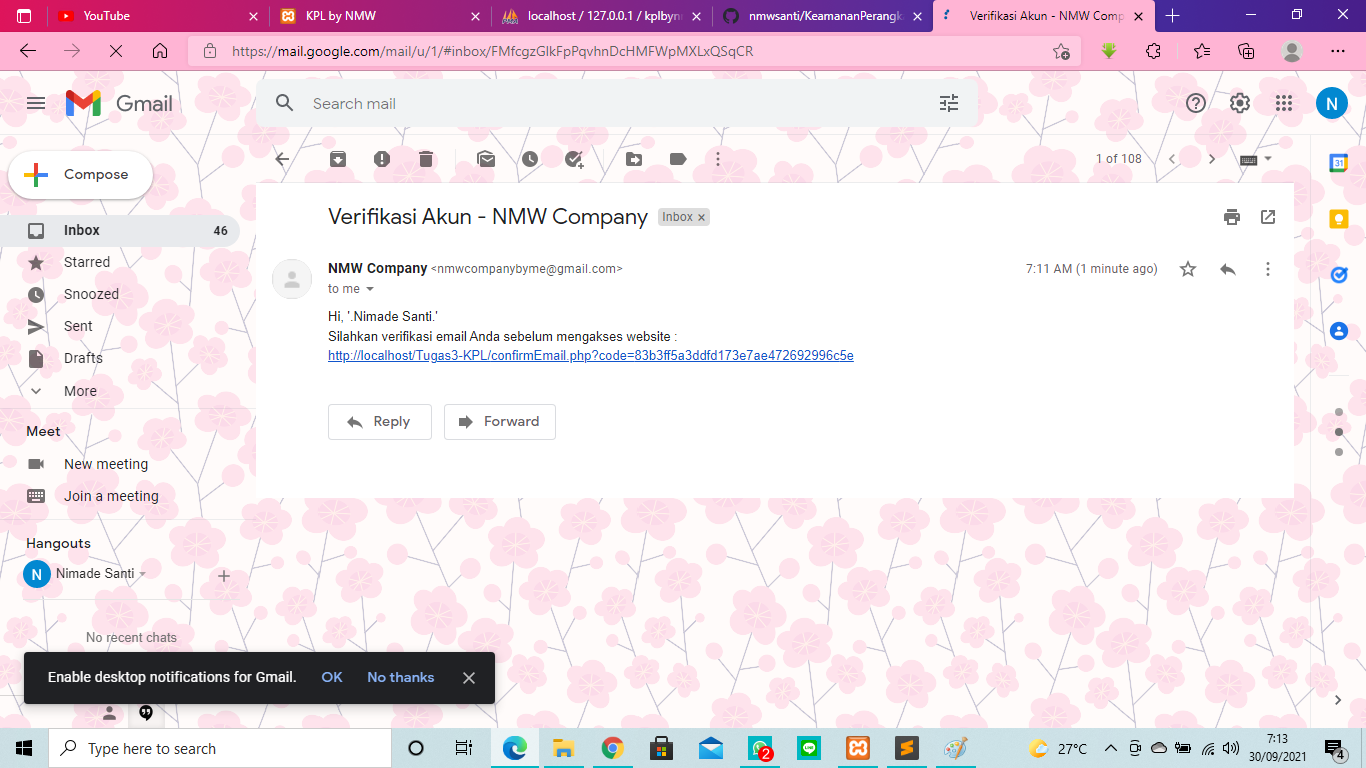 YouTube
KPL by NMW
localhost / 127.0.0.1 / kplbyn
nmwsanti/KeamananPerangk
Verifikasi Akun - NMW Comp
https://mail.google.com/mail/u/1/#inbox/FMfcgzGlkFpPqvhnDcHMFWpMXLxQSqCR
Gmail
Search mail
N
Compose
1 of 108
31
Inbox 46
Starred
Snoozed
Sent
Drafts
More
Meet
New meeting
Join a meeting
Hangouts
N Nimade Santi
No recent chats
Verifikasi Akun - NMW Company Inbox x
NMW Company <nmwcompanybyme@gmail.com> 7:11 AM (1 minute ago)
to me
Hi, '.Nimade Santi.'
Silahkan verifikasi email Anda sebelum mengakses website :
http://localhost/Tugas3-KPL/confirmEmail.php?code=83b3ff5a3ddfd173e7ae472692996c5e
Reply Forward
Enable desktop notifications for Gmail. OK No thanks
Type here to search
2
LINE
27°C
7:13
30/09/2021
4